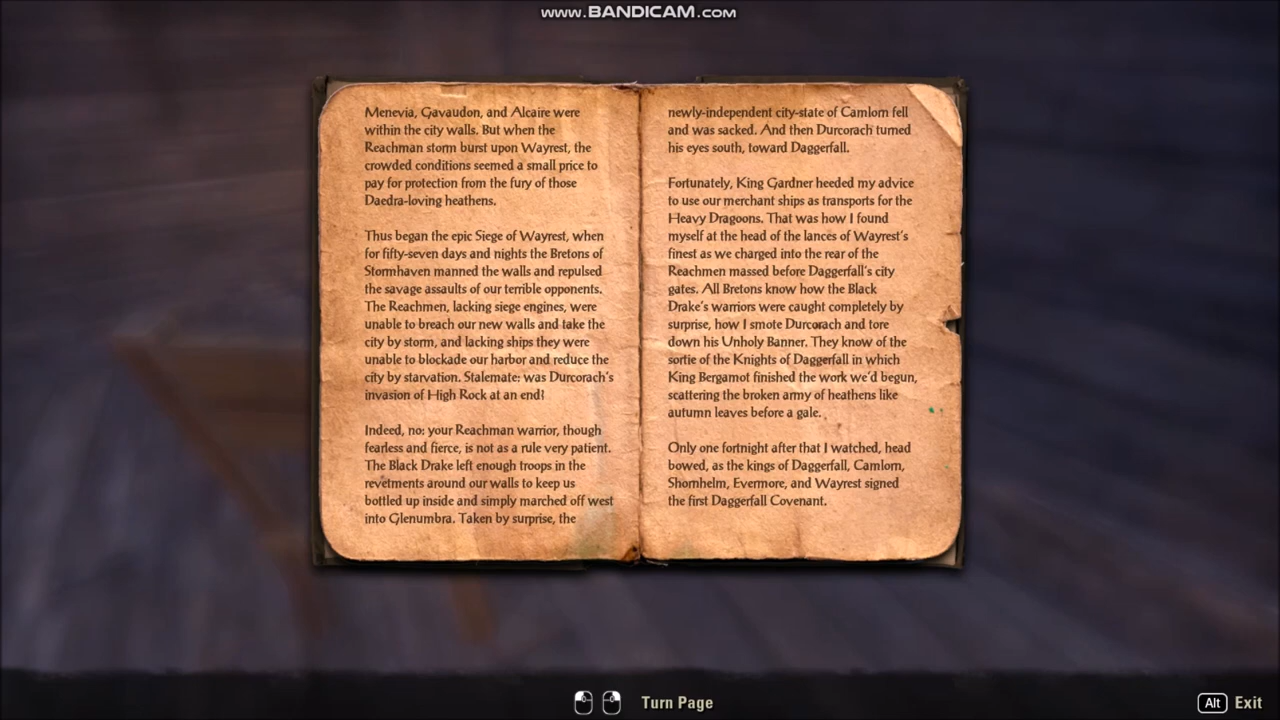 www.BANDICAM.com
Menevia, Gavaudon, and Alcaire were
within the city walls. But when the
Reachman storm burst upon Wayrest, the
crowded conditions seemed a small price to
pay for protection from the fury of those
Daedra-loving heathens.
Thus began the epic Siege of Wayrest, when
for fifty-seven days and nights the Bretons of
Stormhaven manned the walls and repulsed
the savage assaults of our terrible opponents.
The Reachmen, lacking siege engines, were
unable to breach our new walls and take the
city by storm, and lacking ships they were
unable to blockade our harbor and reduce the
city by starvation. Stalemate: was Durcorach's
invasion of High Rock at an end?
Indeed, no: your Reachman warrior, though
fearless and fierce, is not as a rule very patient.
The Black Drake left enough troops in the
revetments around our walls to keep us
bottled up inside and simply marched off west
into Glenumbra. Taken by surprise, the
newly-independent city-state of Camlorn fell
and was sacked. And then Durcorach turned
his eyes south, toward Daggerfall.
Fortunately, King Gardner heeded my advice
to use our merchant ships as transports for the
Heavy Dragoons. That was how I found
myself at the head of the lances of Wayrest's
finest as we charged into the rear of the
Reachmen massed before Daggerfall's city
gates. All Bretons know how the Black
Drake's warriors were caught completely by
surprise, how I smote Durcorach and tore
down his Unholy Banner. They know of the
sortie of the Knights of Daggerfall in which
King Bergamot finished the work we'd begun,
scattering the broken army of heathens like
autumn leaves before a gale.
Only one fortnight after that I watched, head
bowed, as the kings of Daggerfall, Camlorn,
Shornhelm, Evermore, and Wayrest signed
the first Daggerfall Covenant.
Turn Page
Alt Exit